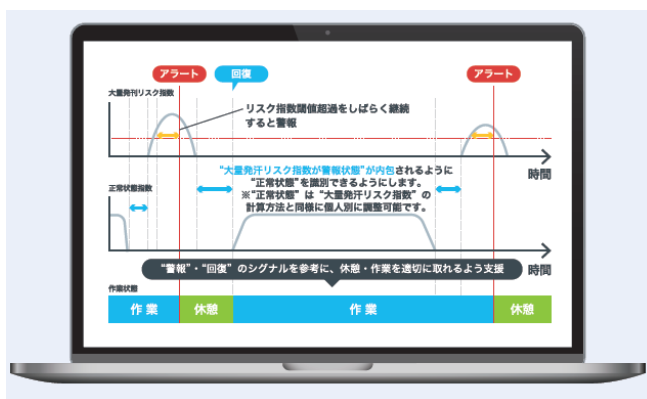 アラート
回復
アラート
大量発刊リスク指数
リスク指数閾値超過をしばらく継続
すると警報
時間
“大量発汗リスク指数が警報状態”が内包されるように
“正常状態”を識別できるようにします。
※“正常状態”は“大量発汗リスク指数”の
計算方法と同様に個人別に調整可能です。
正常状態指数
“警報”・“回復”のシグナルを参考に、休憩・作業を適切に取れるよう支援
時間
作業状態
作業
休憩
作業
休憩